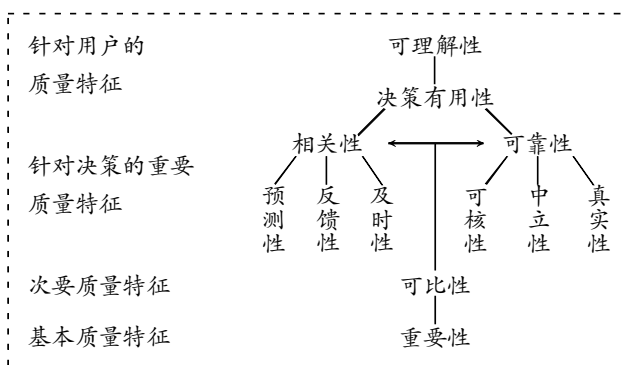 针对用户的 可理解性
质量特征
决策有用性
相关性 可靠性
针对决策的重要
质量特征
预测性 反馈性 及时性 可核性 中立性 真实性
次要质量特征 可比性
基本质量特征 重要性